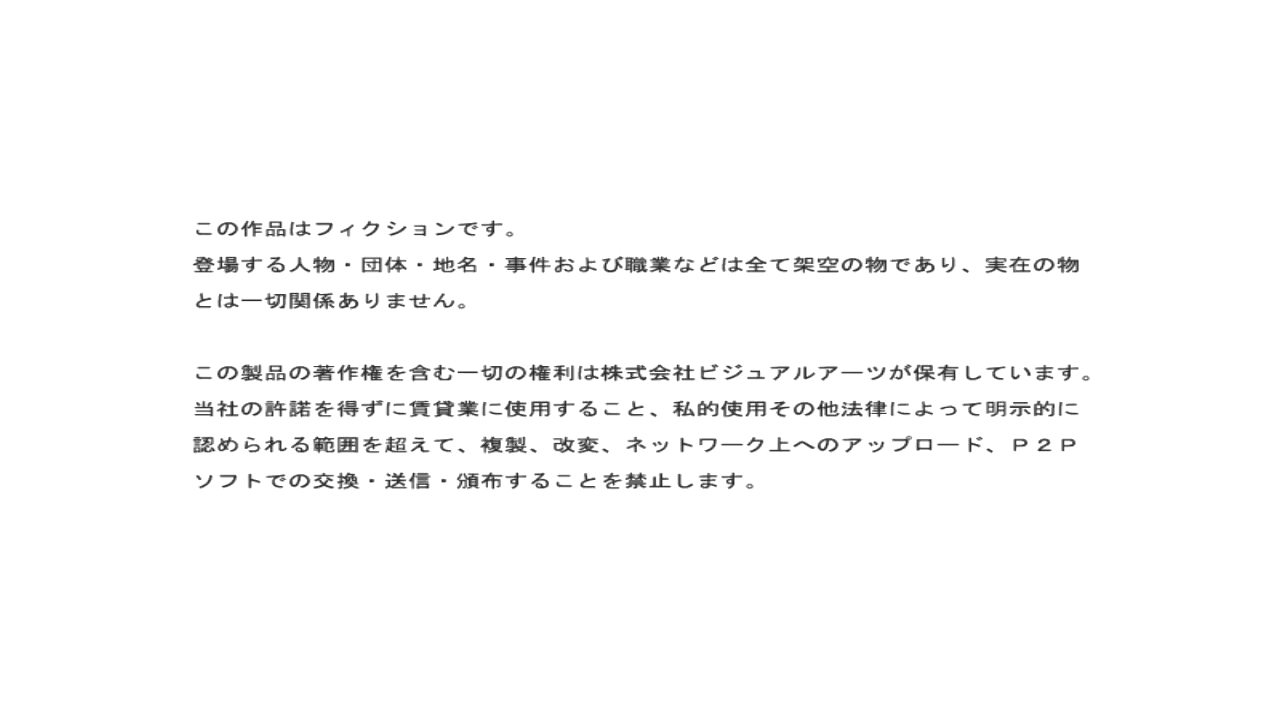 この作品はフィクションです。
登場する人物・団体・地名・事件および職業などは全て架空の物であり、実在の物
とは一切関係ありません。
この製品の著作権を含む一切の権利は株式会社ビジュアルアーツが保有しています。
当社の許諾を得ずに賃貸業に使用すること、私的使用その他法律によって明示的に
認められる範囲を超えて、複製、改変、ネットワーク上へのアップロード、Ｐ２Ｐ
ソフトでの交換・送信・頒布することを禁止します。